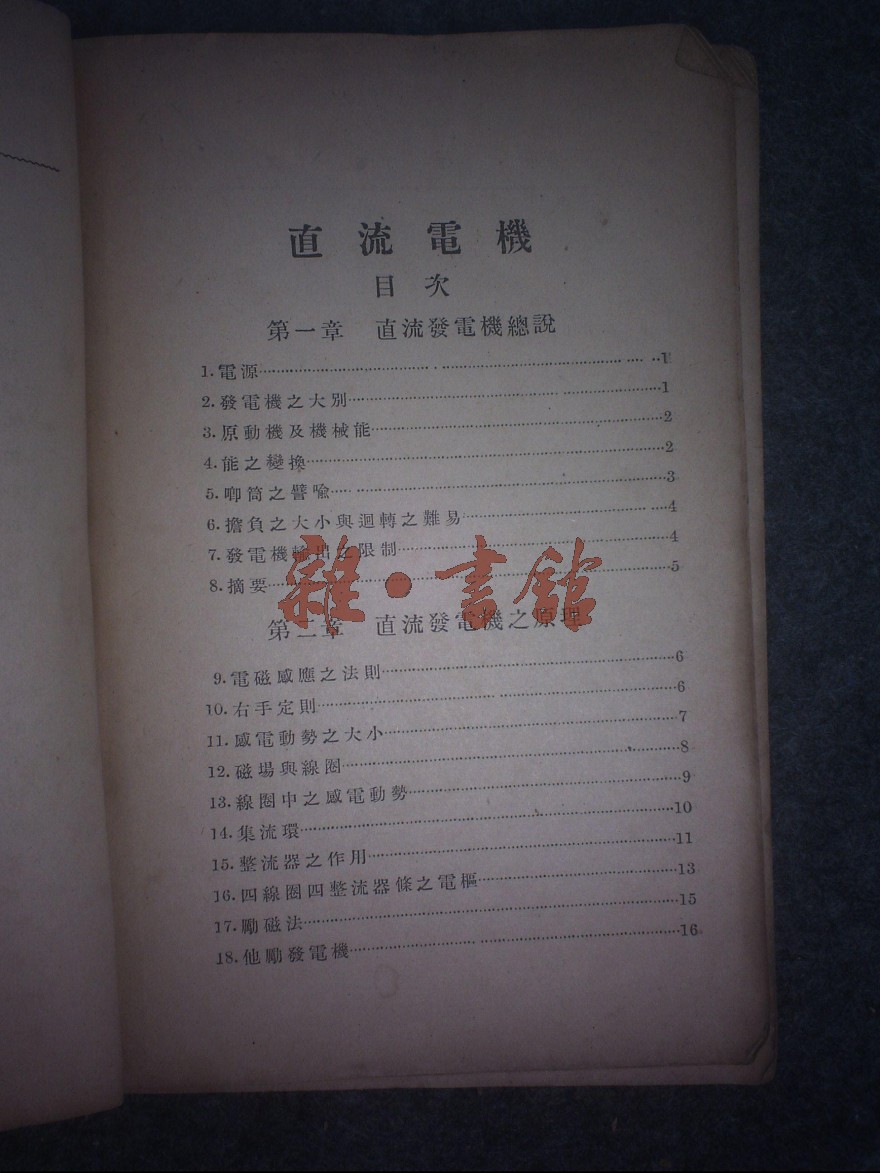 直流電機
目次
第一章 直流發電機總說
1. 電源 1
2. 發電機之大別 1
3. 原動機及機械能 2
4. 能之變換 2
5. 唧筒之譬喻 3
6. 擔負之大小與迴轉之難易 4
7. 發電機輸出之限制 4
8. 摘要 5
雜·書館
第二章 直流發電機之原理
9. 電磁感應之法則 6
10. 右手定則 6
11. 感電動勢之大小 7
12. 磁場與線圈 8
13. 線圈中之感電動勢 9
14. 集流環 10
15. 整流器之作用 11
16. 四線圈四整流器條之電樞 13
17. 勵磁法 15
18. 他勵發電機 16